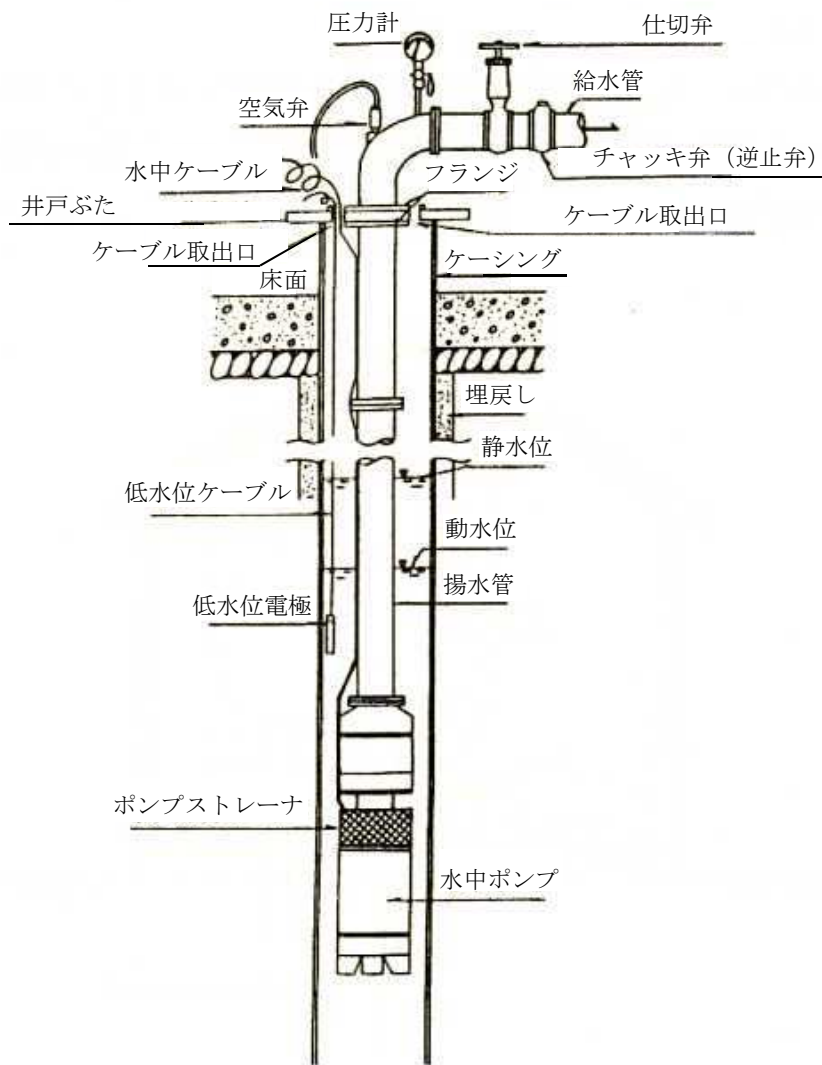 圧力計
仕切弁
給水管
空気弁
チャッキ弁（逆止弁）
水中ケーブル
フランジ
井戸ぶた
ケーブル取出口
ケーブル取出口
ケーシング
床面
埋戻し
静水位
低水位ケーブル
動水位
揚水管
低水位電極
ポンプストレーナ
水中ポンプ